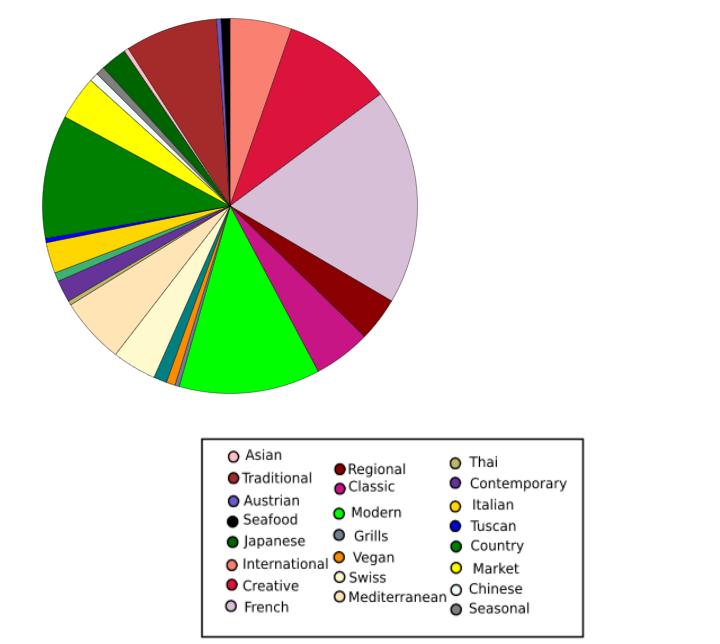 Asian
Traditional
Austrian
Seafood
Japanese
International
Creative
French
Regional
Classic
Modern
Grills
Vegan
Swiss
Mediterranean
Thai
Contemporary
Italian
Tuscan
Country
Market
Chinese
Seasonal